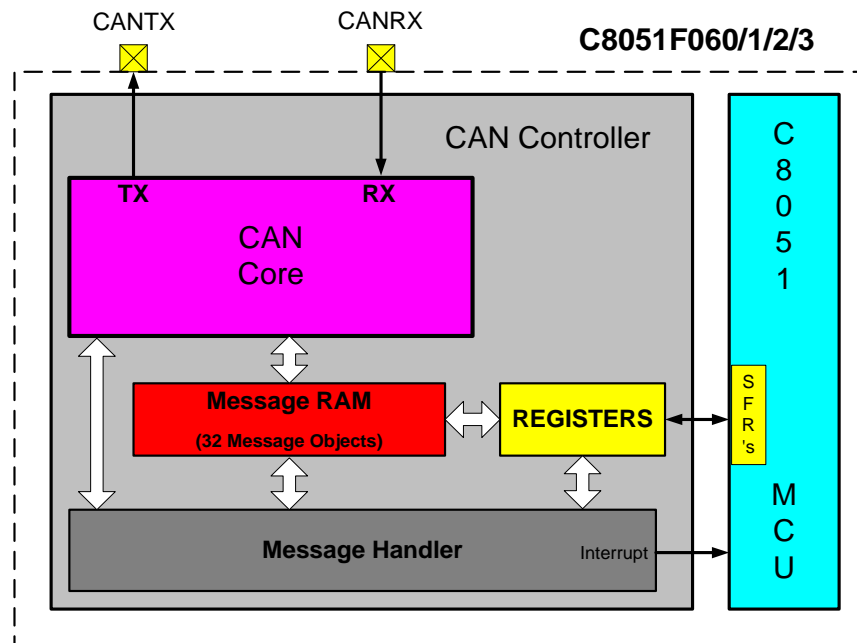 CANTX
CANRX
C8051F060/1/2/3
CAN Controller
C
8
0
5
1
TX
RX
CAN
Core
Message RAM
(32 Message Objects)
REGISTERS
S
F
R
's
M
C
U
Message Handler
Interrupt